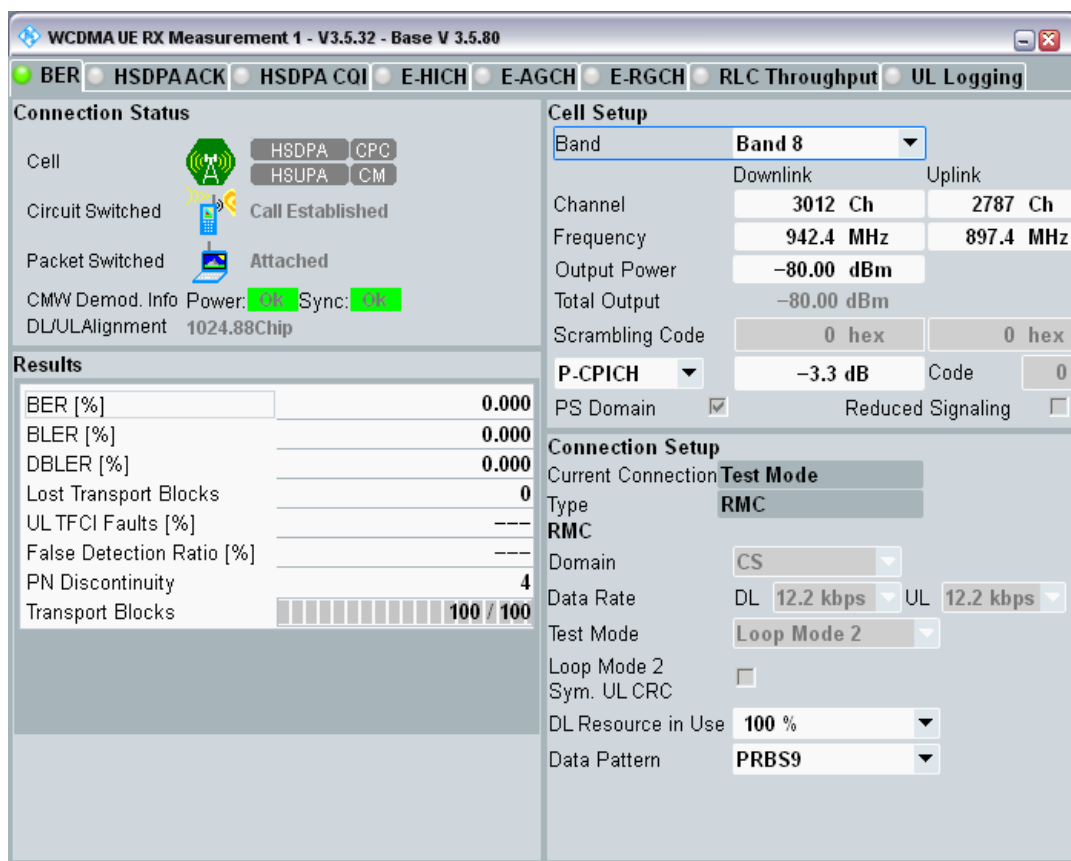 WCDMA UE RX Measurement 1 - V3.5.32 - Base V 3.5.80
BER HSDPA ACK HSDPA CQI E-HICH E-AGCH E-RGCH RLC Throughput UL Logging
Connection Status
Cell HSDPA CPC
HSUPA CM
Circuit Switched Call Established
Packet Switched Attached
CMW Demod. Info Power: Ok Sync: Ok
DL/ULAlignment 1024.88Chip
Results
BER [%] 0.000
BLER [%] 0.000
DBLER [%] 0.000
Lost Transport Blocks 0
UL TFCI Faults [%] ---
False Detection Ratio [%] ---
PN Discontinuity 4
Transport Blocks 100 / 100
Cell Setup
Band Band 8
Downlink Uplink
Channel 3012 Ch 2787 Ch
Frequency 942.4 MHz 897.4 MHz
Output Power -80.00 dBm
Total Output -80.00 dBm
Scrambling Code 0 hex 0 hex
P-CPICH -3.3 dB Code 0
PS Domain Reduced Signaling
Connection Setup
Current Connection Test Mode
Type RMC
RMC
Domain CS
Data Rate DL 12.2 kbps UL 12.2 kbps
Test Mode Loop Mode 2
Loop Mode 2
Sym. UL CRC
DL Resource in Use 100 %
Data Pattern PRBS9